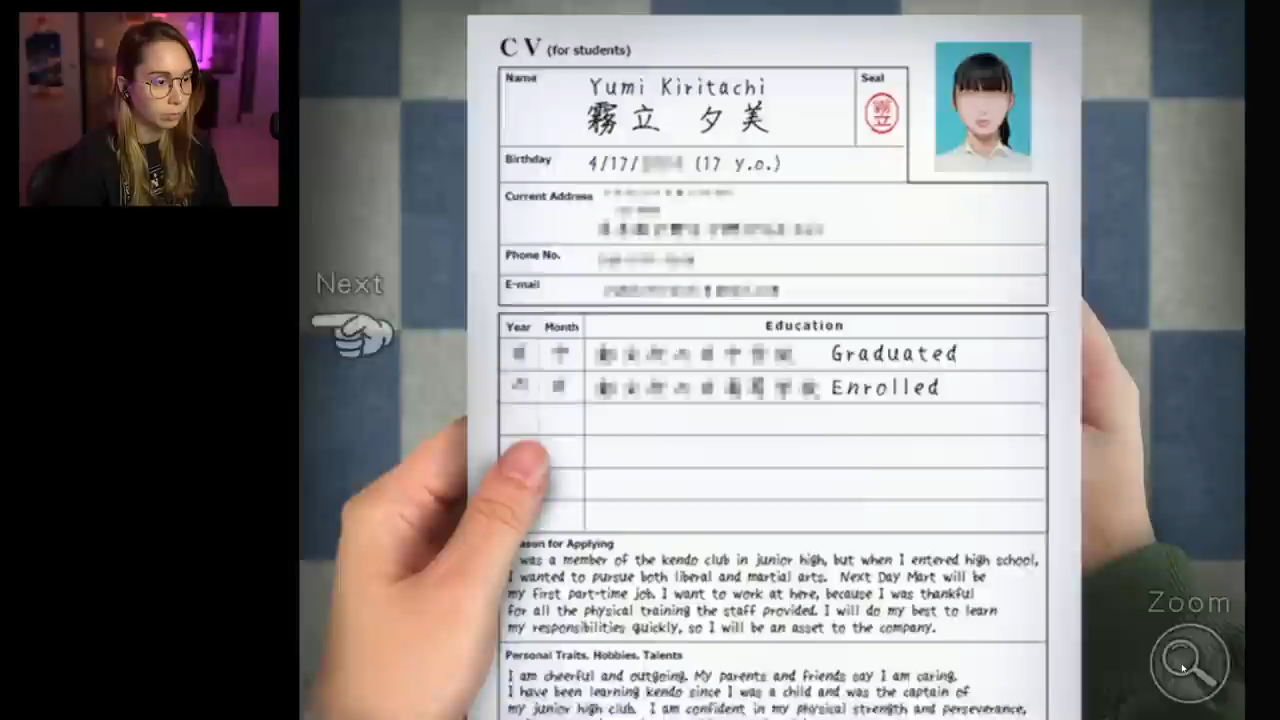 CV (for students)
Name
Yumi Kiritachi
霧立 夕美
Seal
霧立
Birthday
4/17/ (17 y.o.)
Current Address
Phone No.
E-mail
Next
Year Month Education
Graduated
Enrolled
ason for Applying
was a member of the kendo club in junior high, but when I entered high school,
I wanted to pursue both liberal and martial arts. Next Day Mart will be
my first part-time job. I want to work at here, because I was thankful
for all the physical training the staff provided. I will do my best to learn
my responsibilities quickly, so I will be an asset to the company.
Zoom
Personal Traits, Hobbies, Talents
I am cheerful and outgoing. My parents and friends say I am caring.
I have been learning kendo since I was a child and was the captain of
my junior high club. I am confident in my physical strength and perseverance,